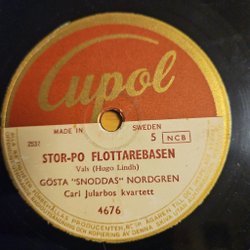 Cupol
MADE IN SWEDEN
2037 5 NCB
STOR-PO FLOTTAREBASEN
Vals (Hugo Lindh)
GÖSTA "SNODDAS" NORDGREN
Carl Jularbos kvartett
4676